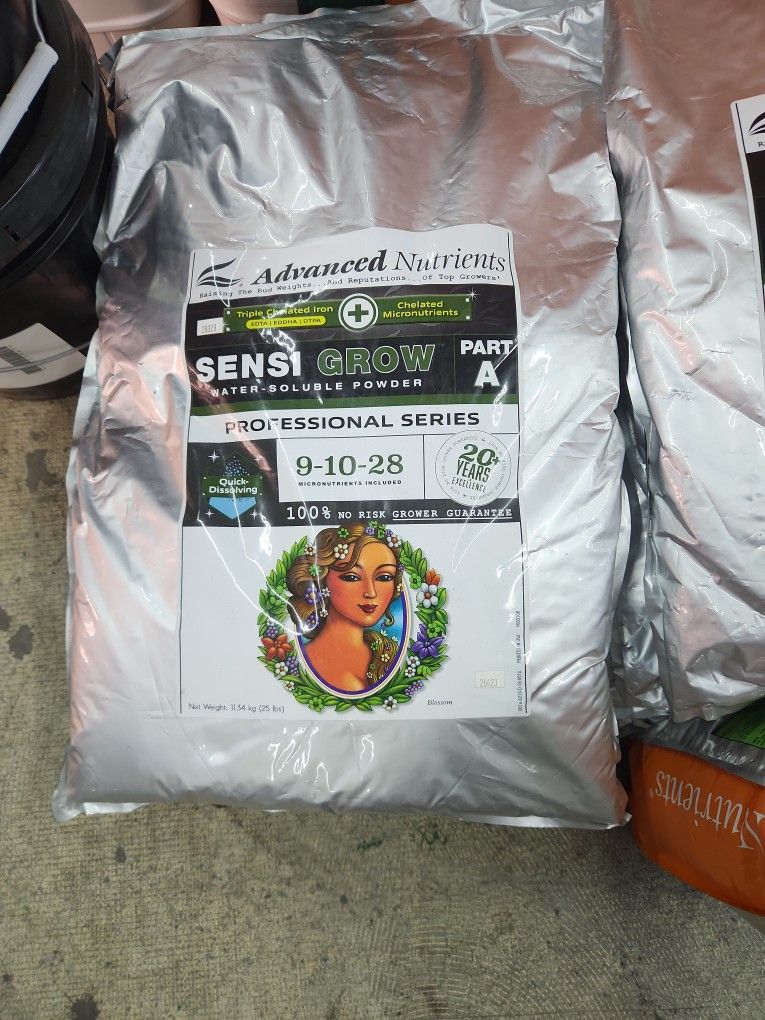 Advanced Nutrients
Raising The Bud Weights...And Reputations...Of Top Growers!
Triple Chelated Iron
EDTA | EDDHA | DTPA
Chelated
Micronutrients
SENSI GROW™
WATER-SOLUBLE POWDER
PART
A
PROFESSIONAL SERIES
Quick-
Dissolving
9-10-28
MICRONUTRIENTS INCLUDED
20+
YEARS
EXCELLENCE
100% NO RISK GROWER GUARANTEE
Net Weight: 11.34 kg (25 lbs)
Blossom
Nutrients®